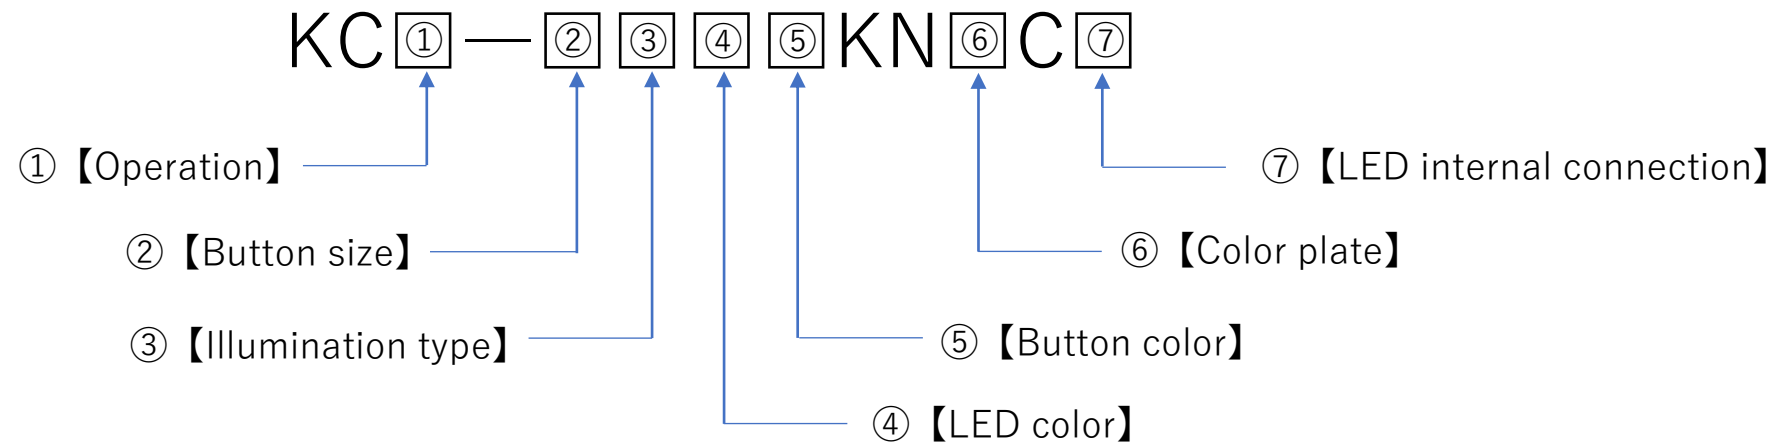 KC①—②③④⑤KN⑥C⑦
①【Operation】
⑦【LED internal connection】
②【Button size】
⑥【Color plate】
③【Illumination type】
⑤【Button color】
④【LED color】